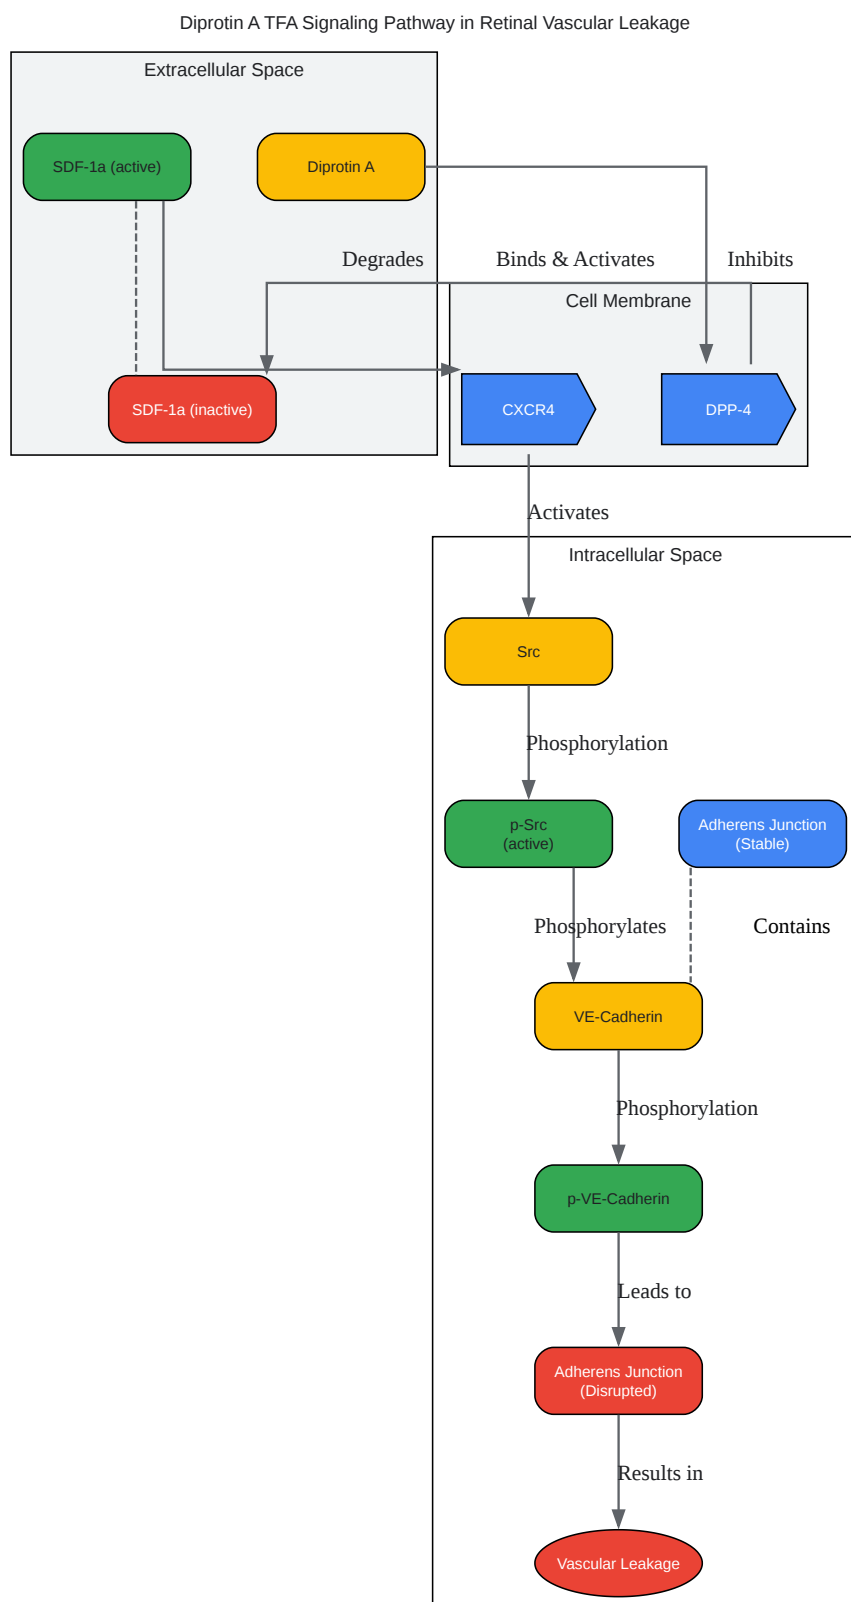 Diprotin A TFA Signaling Pathway in Retinal Vascular Leakage
Extracellular Space
SDF-1a (active)
Diprotin A
Degrades
Binds & Activates
Inhibits
Cell Membrane
SDF-1a (inactive)
CXCR4
DPP-4
Activates
Intracellular Space
Src
Phosphorylation
p-Src
(active)
Adherens Junction
(Stable)
Phosphorylates
Contains
VE-Cadherin
Phosphorylation
p-VE-Cadherin
Leads to
Adherens Junction
(Disrupted)
Results in
Vascular Leakage